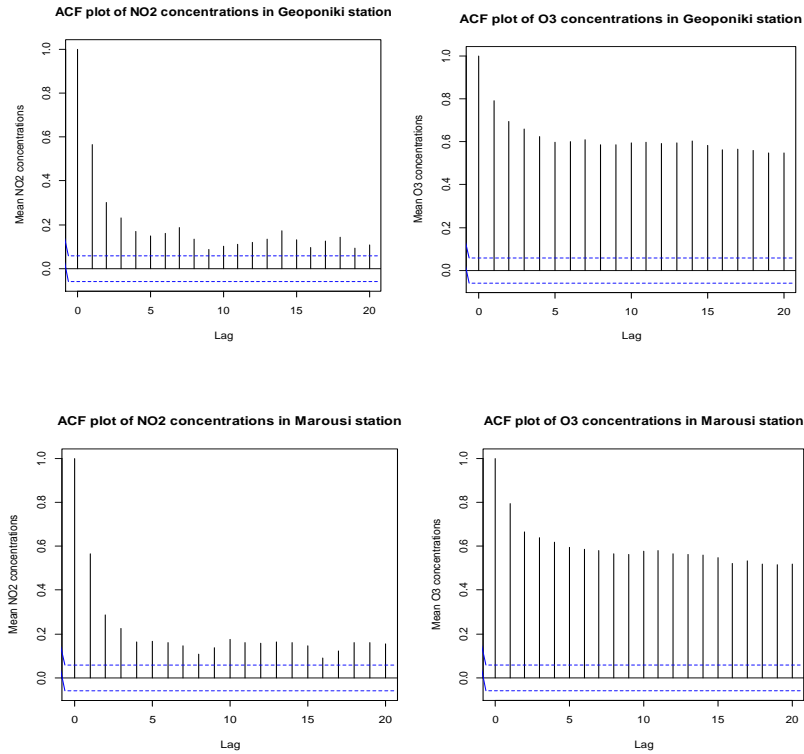 ACF plot of NO2 concentrations in Geoponiki station
Mean NO2 concentrations
1.0
0.8
0.6
0.4
0.2
0.0
0 5 10 15 20
Lag
ACF plot of O3 concentrations in Geoponiki station
Mean O3 concentrations
1.0
0.8
0.6
0.4
0.2
0.0
0 5 10 15 20
Lag
ACF plot of NO2 concentrations in Marousi station
Mean NO2 concentrations
1.0
0.8
0.6
0.4
0.2
0.0
0 5 10 15 20
Lag
ACF plot of O3 concentrations in Marousi station
Mean O3 concentrations
1.0
0.8
0.6
0.4
0.2
0.0
0 5 10 15 20
Lag